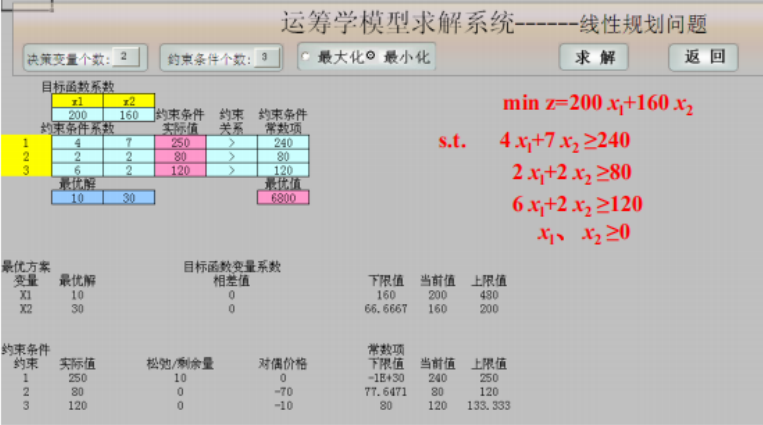 运筹学模型求解系统------线性规划问题
决策变量个数: 2 约束条件个数: 3 最大化 最小化 求 解 返 回
目标函数系数
x1 x2
200 160 约束条件 约束 约束条件
约束条件系数 实际值 关系 常数项
1 4 7 250 > 240
2 2 2 80 > 80
3 6 2 120 > 120
最优解 最优值
10 30 6800
min z=200 x₁+160 x₂
s.t. 4 x₁+7 x₂ ≥240
2 x₁+2 x₂ ≥80
6 x₁+2 x₂ ≥120
x₁、 x₂ ≥0
最优方案 目标函数变量系数
变量 最优解 相差值 下限值 当前值 上限值
X1 10 0 160 200 480
X2 30 0 66.6667 160 200
约束条件 常数项
约束 实际值 松弛/剩余量 对偶价格 下限值 当前值 上限值
1 250 10 0 -1E+30 240 250
2 80 0 -70 77.6471 80 120
3 120 0 -10 80 120 133.333